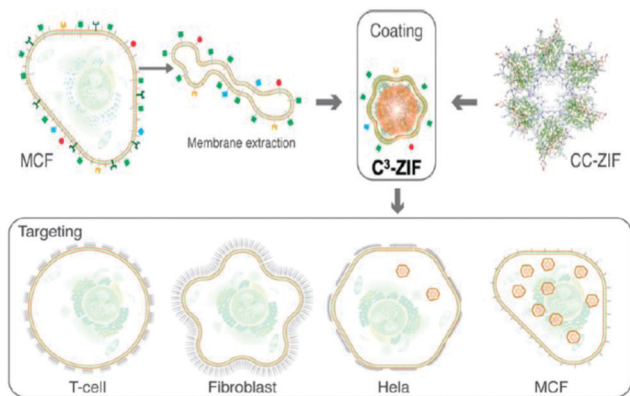 Coating
MCF
Membrane extraction
C³-ZIF
CC-ZIF
Targeting
T-cell
Fibroblast
Hela
MCF